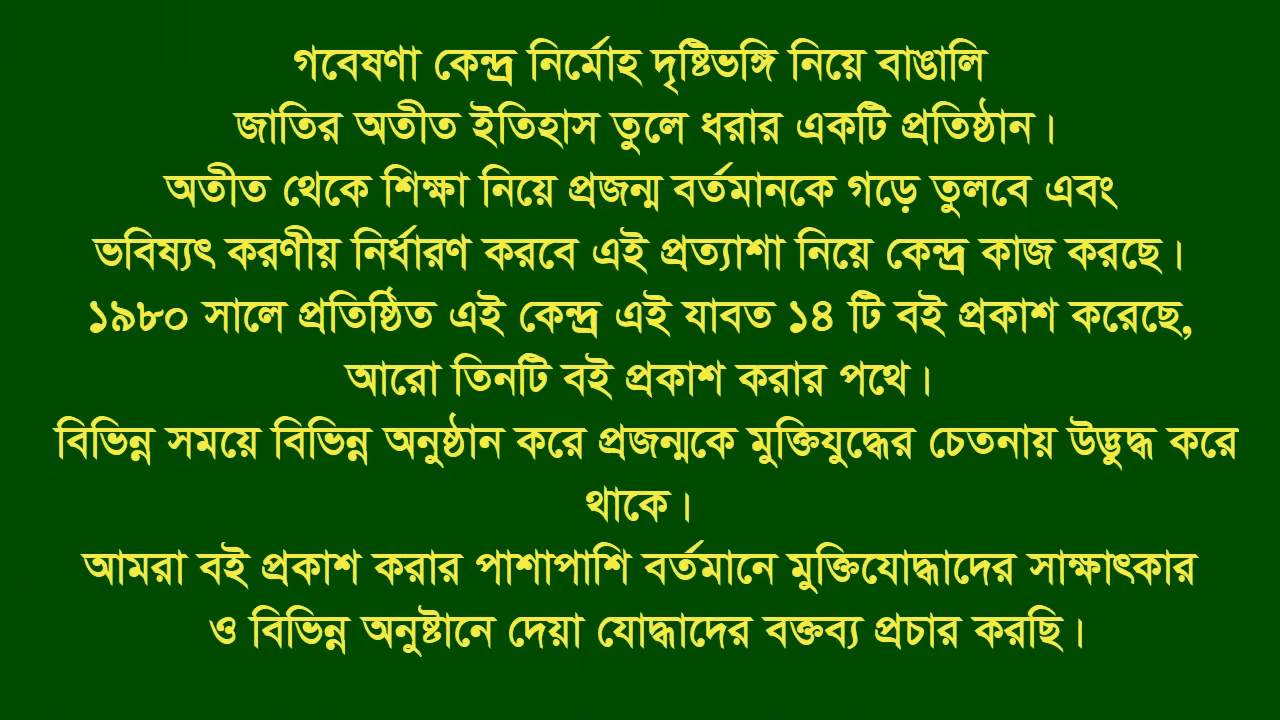 গবেষণা কেন্দ্র নির্মোহ দৃষ্টিভঙ্গি নিয়ে বাঙালি
জাতির অতীত ইতিহাস তুলে ধরার একটি প্রতিষ্ঠান।
অতীত থেকে শিক্ষা নিয়ে প্রজন্ম বর্তমানকে গড়ে তুলবে এবং
ভবিষ্যৎ করণীয় নির্ধারণ করবে এই প্রত্যাশা নিয়ে কেন্দ্র কাজ করছে।
১৯৮০ সালে প্রতিষ্ঠিত এই কেন্দ্র এই যাবত ১৪ টি বই প্রকাশ করেছে,
আরো তিনটি বই প্রকাশ করার পথে।
বিভিন্ন সময়ে বিভিন্ন অনুষ্ঠান করে প্রজন্মকে মুক্তিযুদ্ধের চেতনায় উদ্ভুদ্ধ করে
থাকে।
আমরা বই প্রকাশ করার পাশাপাশি বর্তমানে মুক্তিযোদ্ধাদের সাক্ষাৎকার
ও বিভিন্ন অনুষ্টানে দেয়া যোদ্ধাদের বক্তব্য প্রচার করছি।